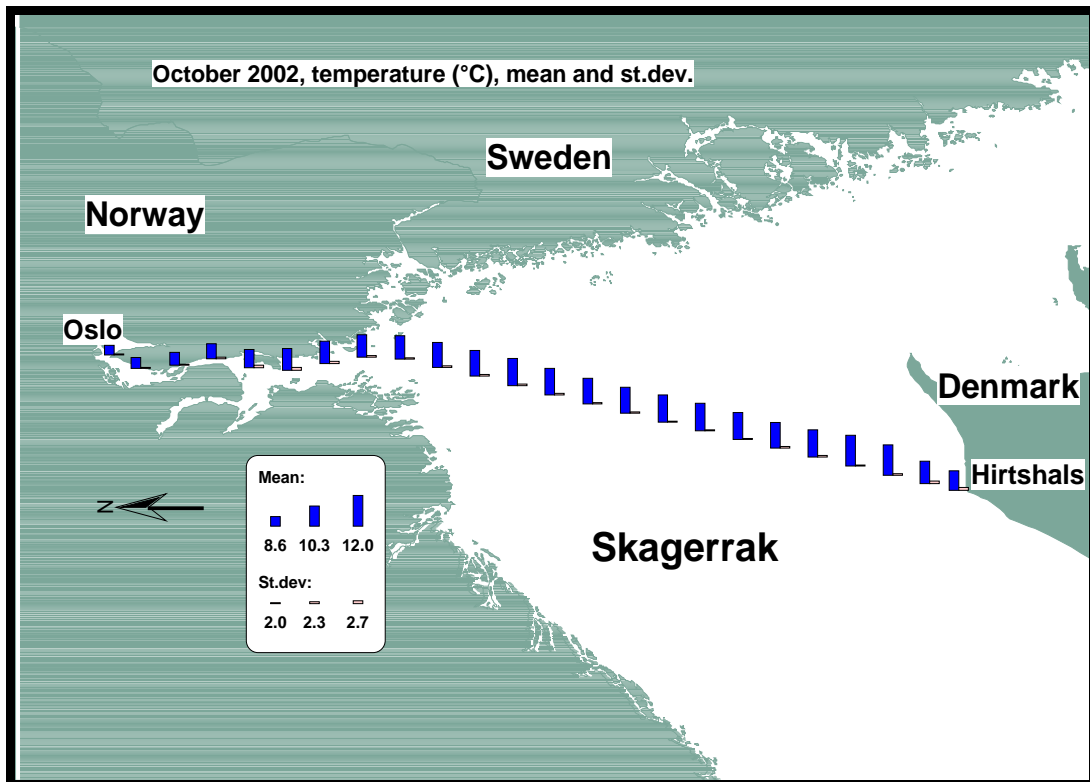 October 2002, temperature (°C), mean and st.dev.
Sweden
Norway
Oslo
Denmark
Hirtshals
Mean:
8.6 10.3 12.0
N
Skagerrak
St.dev:
2.0 2.3 2.7